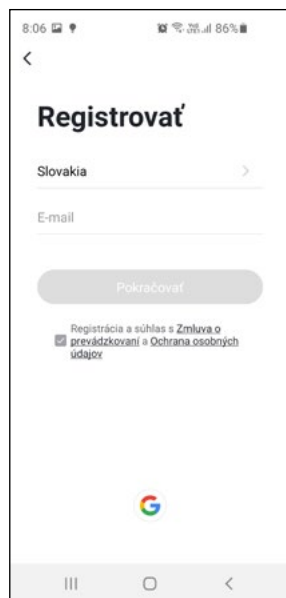 8:06 86%
Registrovať
Slovakia
E-mail
Pokračovať
Registrácia a súhlas s Zmluva o
prevádzkovaní a Ochrana osobných
údajov